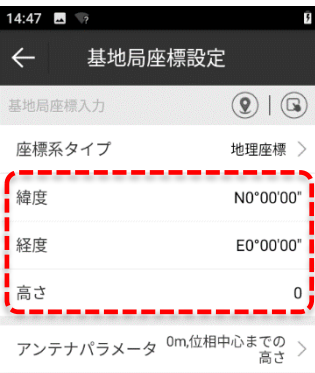 14:47
基地局座標設定
基地局座標入力
座標系タイプ 地理座標
緯度 N0°00'00"
経度 E0°00'00"
高さ 0
アンテナパラメータ 0m,位相中心までの
高さ